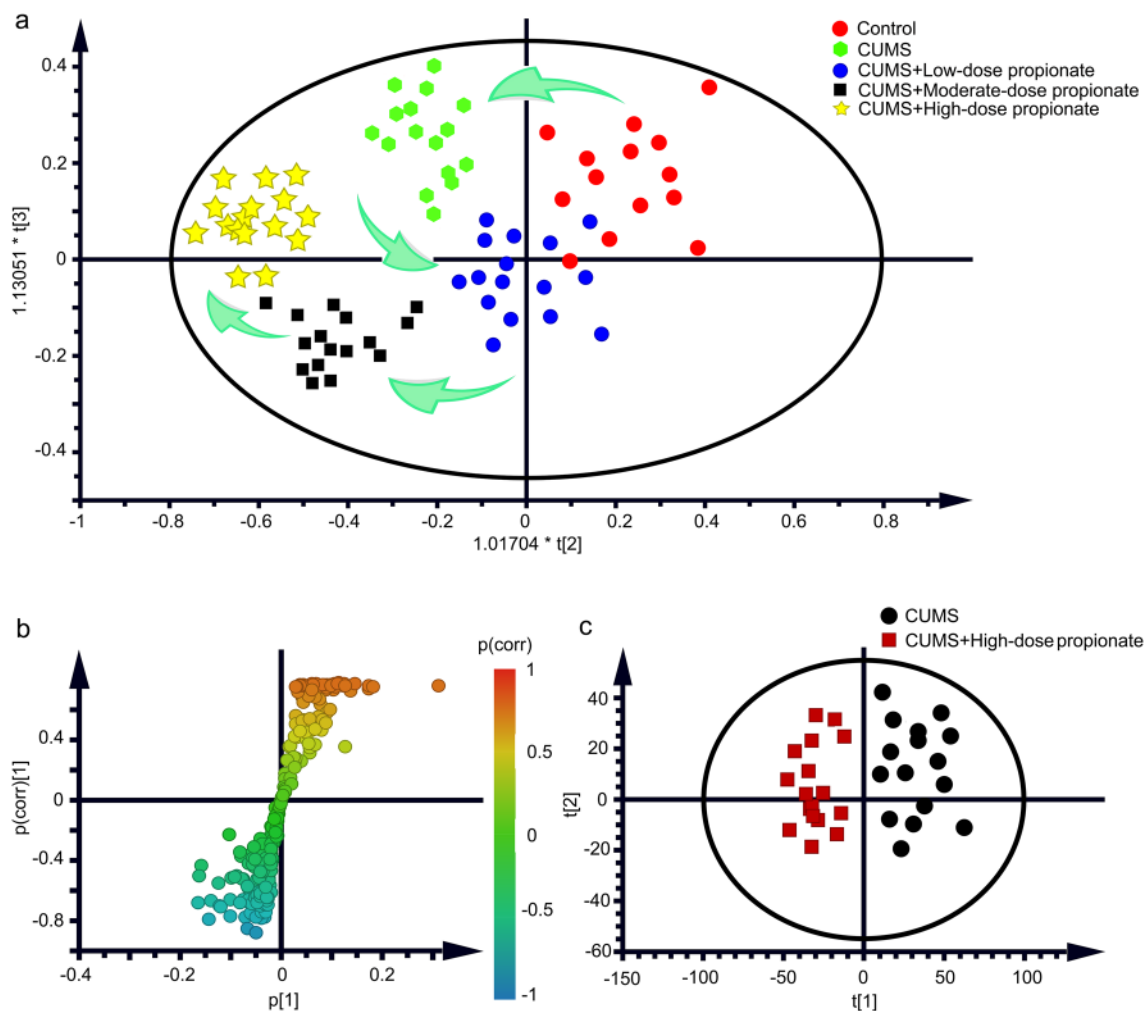 a
Control
CUMS
CUMS+Low-dose propionate
CUMS+Moderate-dose propionate
CUMS+High-dose propionate
0.4
0.2
0
-0.2
-0.4
1.13051 * t[3]
-1
-0.8
-0.6
-0.4
-0.2
0
0.2
0.4
0.6
0.8
1.01704 * t[2]
b
p(corr)
1
0.5
0
-0.5
-1
0.4
0
-0.4
-0.8
p(corr)[1]
-0.4
-0.2
0
0.2
p[1]
c
CUMS
CUMS+High-dose propionate
40
20
0
-20
-40
-60
t[2]
-150
-100
-50
0
50
100
t[1]